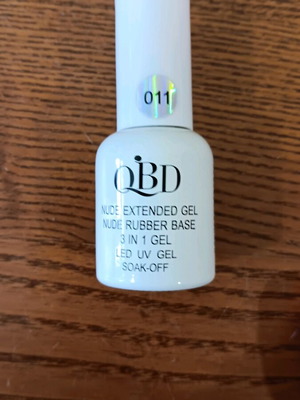 011
QBD
NUDE EXTENDED GEL
NUDE RUBBER BASE
3 IN 1 GEL
LED UV GEL
SOAK-OFF